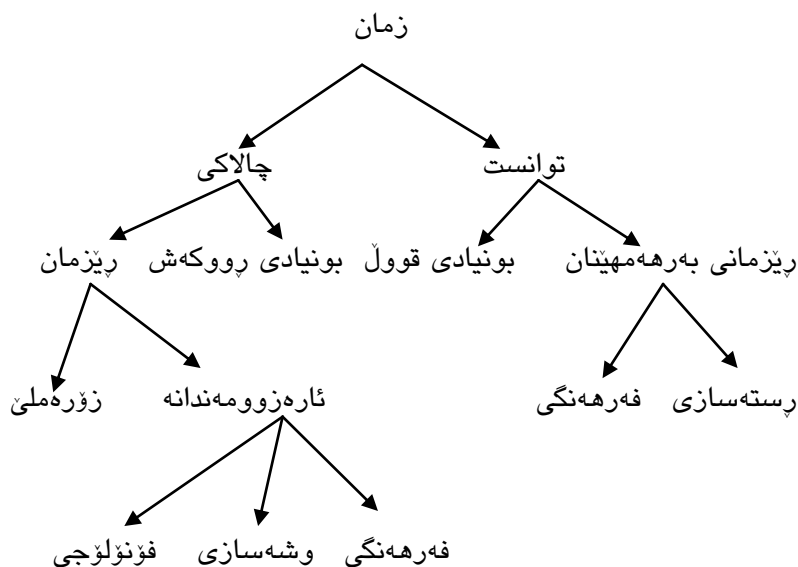 زمان
توانست چالاکی
ڕێزمانی بەرهەمهێنان بونیادی قووڵ بونیادی ڕووکەش ڕێزمان
ڕستەسازی فەرهەنگی ئارەزوومەندانە زۆرەملێ
فەرهەنگی وشەسازی فۆنۆلۆجی